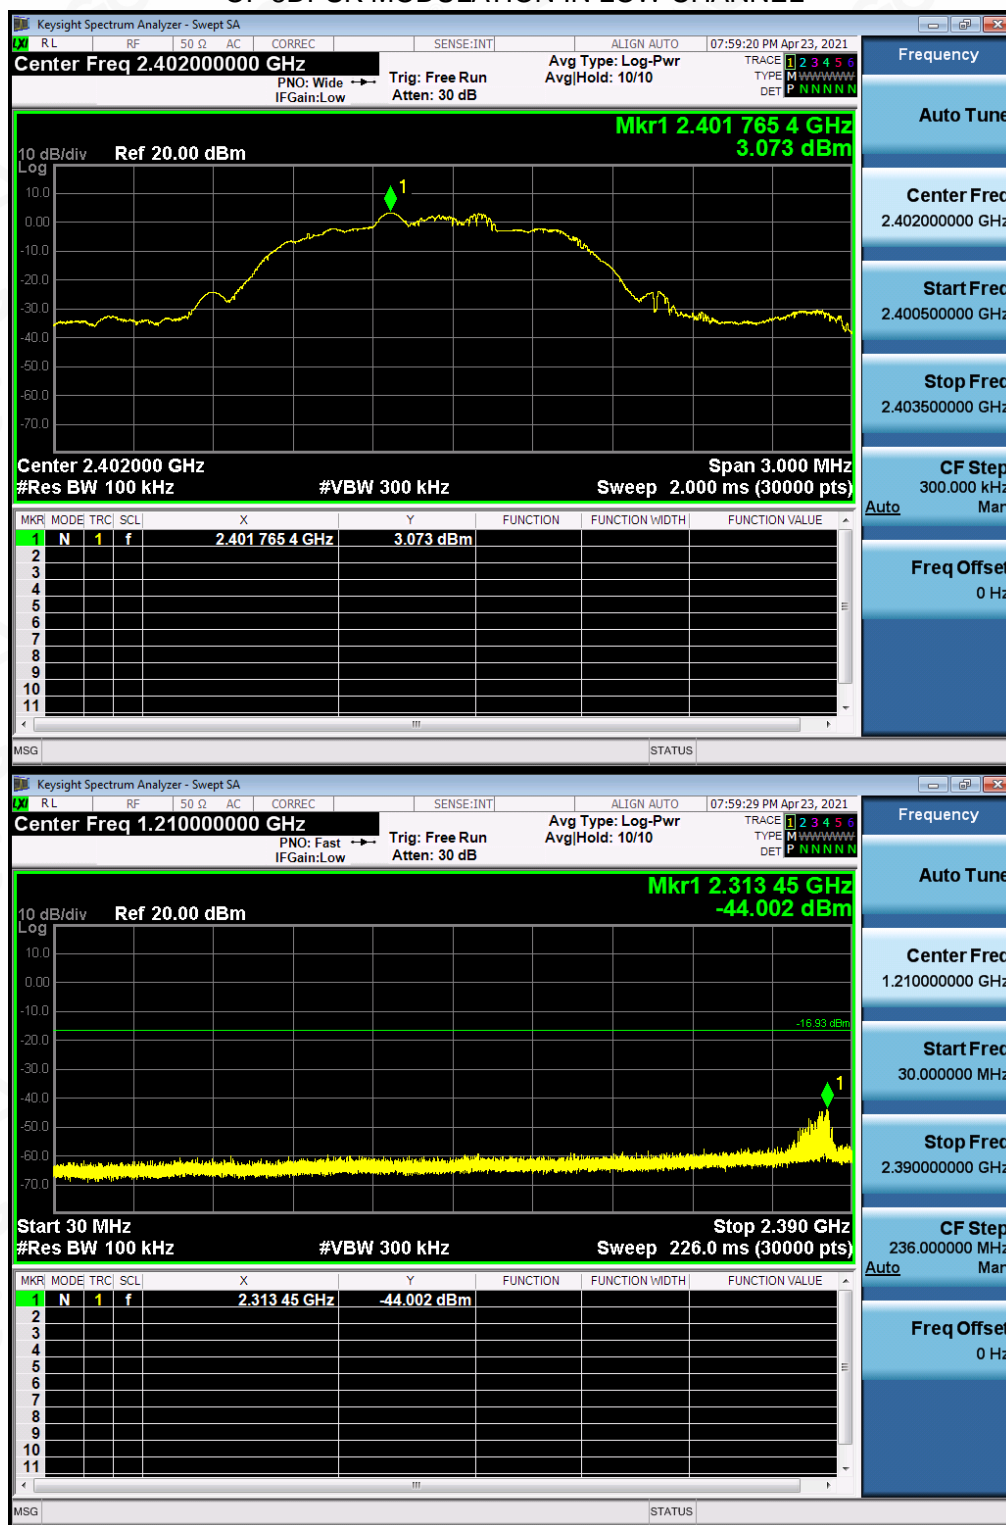 OF 8DPSK MODULATION IN LOW CHANNEL
Keysight Spectrum Analyzer - Swept SA
LXI RL RF 50 Ω AC CORREC SENSE:INT ALIGN AUTO 07:59:20 PM Apr 23, 2021
Center Freq 2.402000000 GHz
PNO: Wide
IFGain:Low
Trig: Free Run
Atten: 30 dB
Avg Type: Log-Pwr
Avg|Hold: 10/10
TRACE 1 2 3 4 5 6
TYPE M WWWWW
DET P N N N N N
Mkr1 2.401 765 4 GHz
3.073 dBm
10 dB/div Ref 20.00 dBm
Log
10.0
0.00
-10.0
-20.0
-30.0
-40.0
-50.0
-60.0
-70.0
1
Center 2.402000 GHz Span 3.000 MHz
#Res BW 100 kHz #VBW 300 kHz Sweep 2.000 ms (30000 pts)
MKR MODE TRC SCL X Y FUNCTION FUNCTION WIDTH FUNCTION VALUE
1 N 1 f 2.401 765 4 GHz 3.073 dBm
2
3
4
5
6
7
8
9
10
11
MSG STATUS
Frequency
Auto Tune
Center Freq
2.402000000 GHz
Start Freq
2.400500000 GHz
Stop Freq
2.403500000 GHz
CF Step
300.000 kHz
Auto Man
Freq Offset
0 Hz
Keysight Spectrum Analyzer - Swept SA
LXI RL RF 50 Ω AC CORREC SENSE:INT ALIGN AUTO 07:59:29 PM Apr 23, 2021
Center Freq 1.210000000 GHz
PNO: Fast
IFGain:Low
Trig: Free Run
Atten: 30 dB
Avg Type: Log-Pwr
Avg|Hold: 10/10
TRACE 1 2 3 4 5 6
TYPE M WWWWW
DET P N N N N N
Mkr1 2.313 45 GHz
-44.002 dBm
10 dB/div Ref 20.00 dBm
Log
10.0
0.00
-10.0
-20.0
-30.0
-40.0
-50.0
-60.0
-70.0
-16.93 dBm
1
Start 30 MHz Stop 2.390 GHz
#Res BW 100 kHz #VBW 300 kHz Sweep 226.0 ms (30000 pts)
MKR MODE TRC SCL X Y FUNCTION FUNCTION WIDTH FUNCTION VALUE
1 N 1 f 2.313 45 GHz -44.002 dBm
2
3
4
5
6
7
8
9
10
11
MSG STATUS
Frequency
Auto Tune
Center Freq
1.210000000 GHz
Start Freq
30.000000 MHz
Stop Freq
2.390000000 GHz
CF Step
236.000000 MHz
Auto Man
Freq Offset
0 Hz